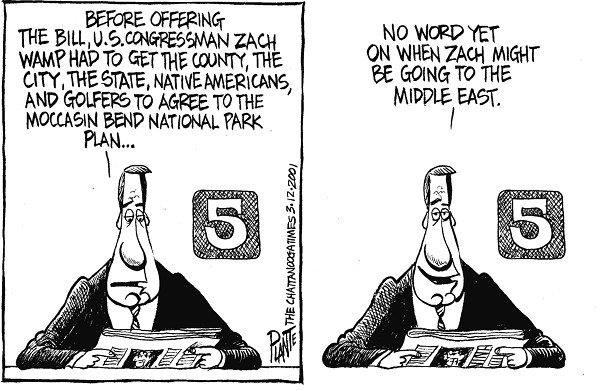 BEFORE OFFERING
THE BILL, U.S. CONGRESSMAN ZACH
WAMP HAD TO GET THE COUNTY, THE
CITY, THE STATE, NATIVE AMERICANS,
AND GOLFERS TO AGREE TO THE
MOCCASIN BEND NATIONAL PARK
PLAN...
5
PLANTE
THE CHATTANOOGA TIMES 3.12.2001
NO WORD YET
ON WHEN ZACH MIGHT
BE GOING TO THE
MIDDLE EAST.
5